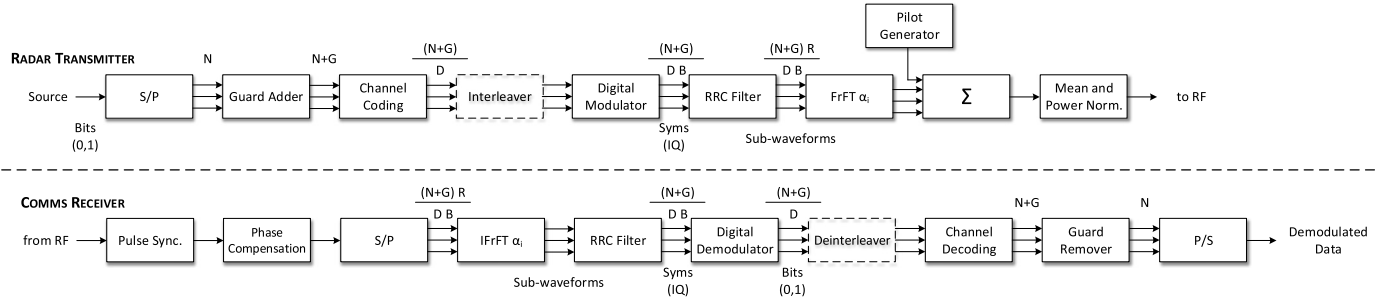 Pilot
Generator
RADAR TRANSMITTER
N
N+G
(N+G)
D
(N+G)
D B
(N+G) R
D B
Source
S/P
Guard Adder
Channel
Coding
Interleaver
Digital
Modulator
RRC Filter
FrFT αi
Σ
Mean and
Power Norm.
to RF
Bits
(0,1)
Syms
(IQ)
Sub-waveforms
COMMS RECEIVER
(N+G) R
D B
(N+G)
D B
(N+G)
D
N+G
N
from RF
Pulse Sync.
Phase
Compensation
S/P
IFrFT αi
RRC Filter
Digital
Demodulator
Deinterleaver
Channel
Decoding
Guard
Remover
P/S
Demodulated
Data
Sub-waveforms
Syms
(IQ)
Bits
(0,1)